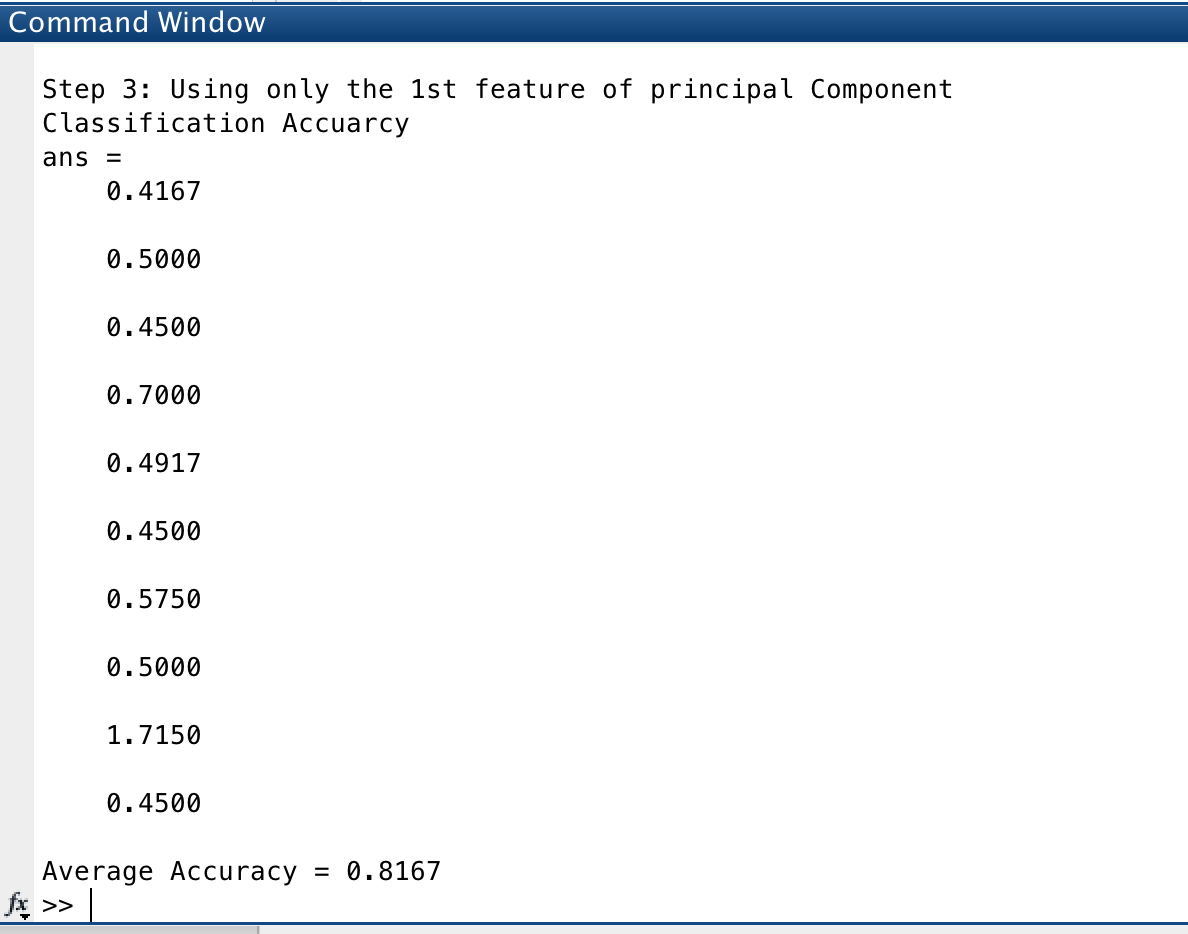 Command Window
Step 3: Using only the 1st feature of principal Component
Classification Accuarcy
ans =
0.4167
0.5000
0.4500
0.7000
0.4917
0.4500
0.5750
0.5000
1.7150
0.4500
Average Accuracy = 0.8167
fx >>